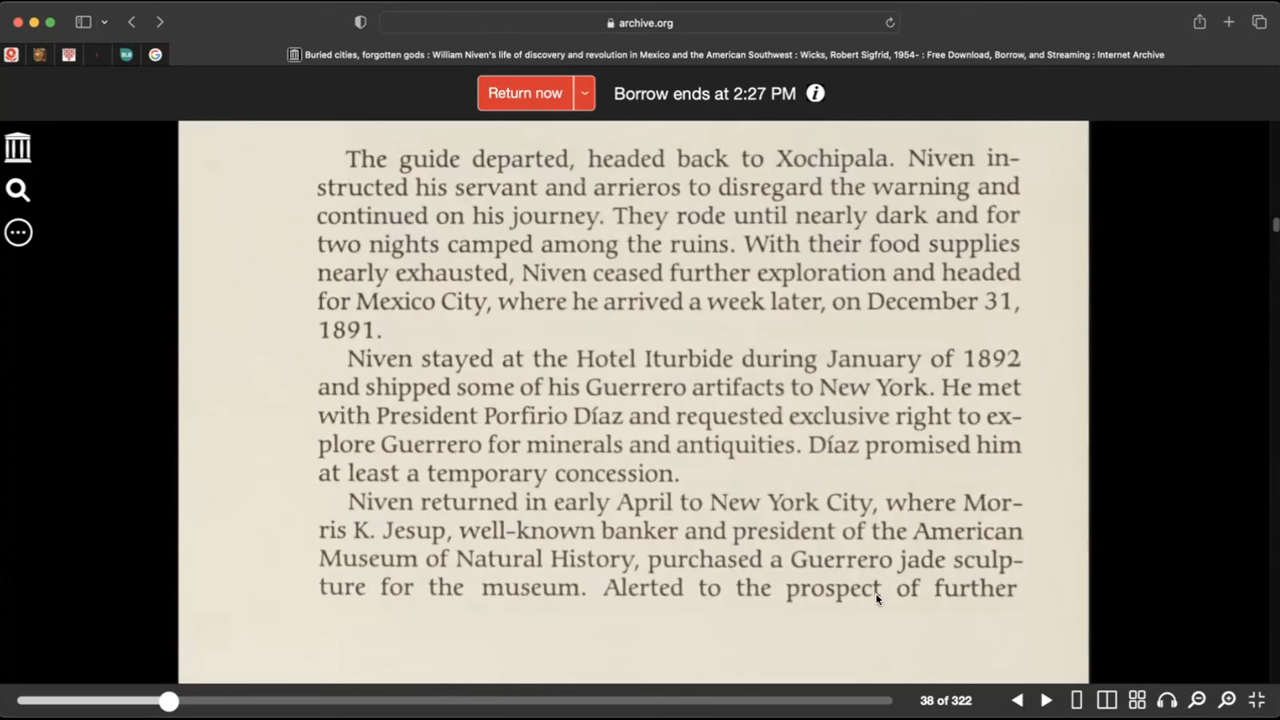 archive.org
Buried cities, forgotten gods : William Niven's life of discovery and revolution in Mexico and the American Southwest : Wicks, Robert Sigfrid, 1954- : Free Download, Borrow, and Streaming : Internet Archive
Return now
Borrow ends at 2:27 PM
The guide departed, headed back to Xochipala. Niven in-
structed his servant and arrieros to disregard the warning and
continued on his journey. They rode until nearly dark and for
two nights camped among the ruins. With their food supplies
nearly exhausted, Niven ceased further exploration and headed
for Mexico City, where he arrived a week later, on December 31,
1891.
Niven stayed at the Hotel Iturbide during January of 1892
and shipped some of his Guerrero artifacts to New York. He met
with President Porfirio Díaz and requested exclusive right to ex-
plore Guerrero for minerals and antiquities. Díaz promised him
at least a temporary concession.
Niven returned in early April to New York City, where Mor-
ris K. Jesup, well-known banker and president of the American
Museum of Natural History, purchased a Guerrero jade sculp-
ture for the museum. Alerted to the prospect of further
38 of 322